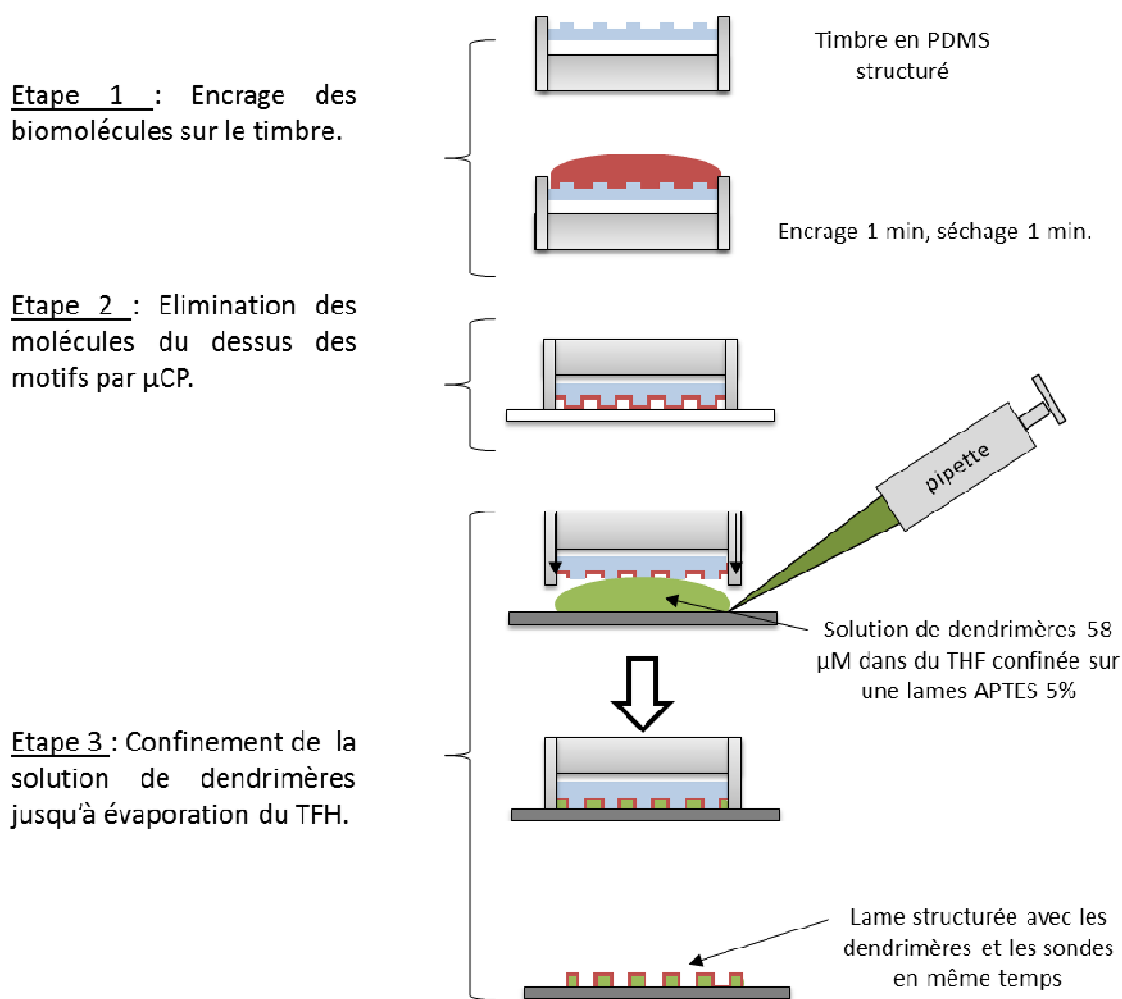 Timbre en PDMS
structuré
Etape 1 : Encrage des
biomolécules sur le timbre.
Encrage 1 min, séchage 1 min.
Etape 2 : Elimination des
molécules du dessus des
motifs par µCP.
pipette
Solution de dendrimères 58
µM dans du THF confinée sur
une lames APTES 5%
Etape 3 : Confinement de la
solution de dendrimères
jusqu'à évaporation du TFH.
Lame structurée avec les
dendrimères et les sondes
en même temps